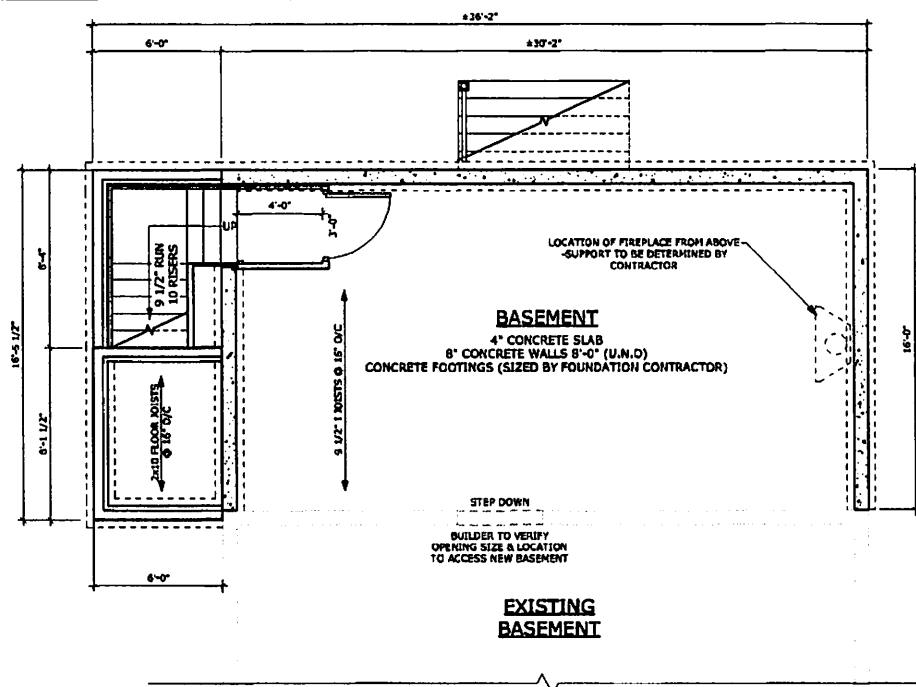 ±36'-2"
6'-0"
±30'-2"
4'-0"
3'-0"
UP
9 1/2" RUN
10 RISERS
LOCATION OF FIREPLACE FROM ABOVE
-SUPPORT TO BE DETERMINED BY
CONTRACTOR
16'-5 1/2"
8'-1 1/2"
16'-0"
BASEMENT
4" CONCRETE SLAB
8" CONCRETE WALLS 8'-0" (U.N.O)
CONCRETE FOOTINGS (SIZED BY FOUNDATION CONTRACTOR)
9 1/2" I JOISTS @ 16" O/C
2x10 FLOOR JOISTS
@ 16" O/C
STEP DOWN
BUILDER TO VERIFY
OPENING SIZE & LOCATION
TO ACCESS NEW BASEMENT
6'-0"
EXISTING
BASEMENT